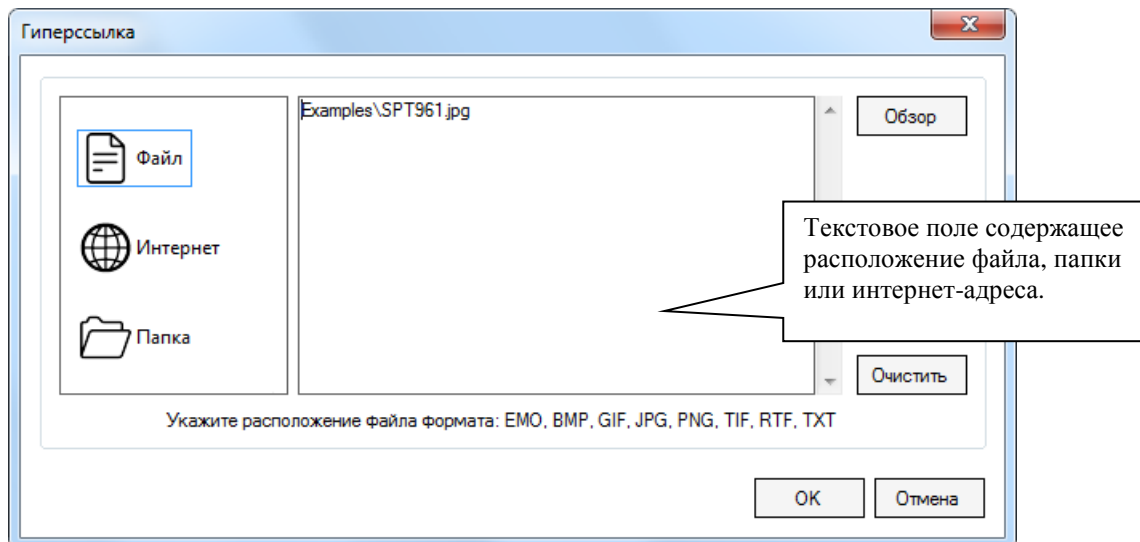 Гиперссылка
Файл
Интернет
Папка
Examples\SPT961.jpg
Обзор
Текстовое поле содержащее
расположение файла, папки
или интернет-адреса.
Очистить
Укажите расположение файла формата: EMO, BMP, GIF, JPG, PNG, TIF, RTF, TXT
OK
Отмена